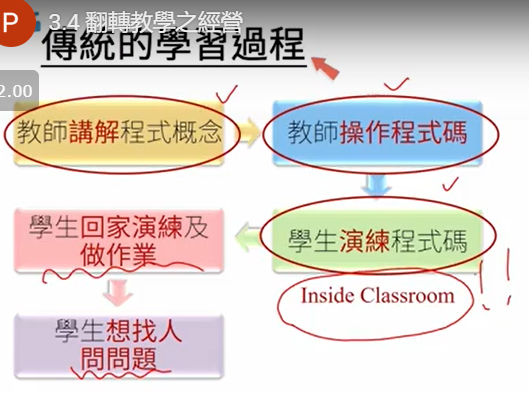 P 3.4 翻轉教學之經營
傳統的學習過程
2.00
教師講解程式概念
教師操作程式碼
學生演練程式碼
Inside Classroom
學生回家演練及
做作業
學生想找人
問問題